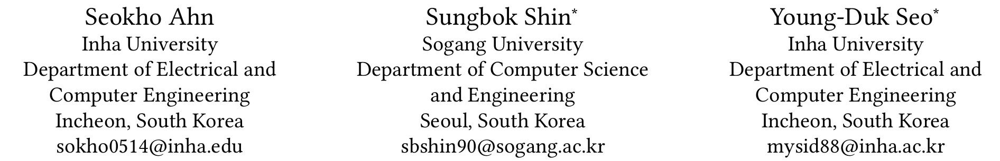 Seokho Ahn
Inha University
Department of Electrical and
Computer Engineering
Incheon, South Korea
sokho0514@inha.edu
Sungbok Shin*
Sogang University
Department of Computer Science
and Engineering
Seoul, South Korea
sbshin90@sogang.ac.kr
Young-Duk Seo*
Inha University
Department of Electrical and
Computer Engineering
Incheon, South Korea
mysid88@inha.ac.kr